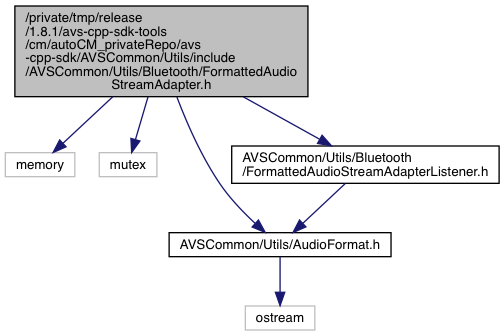 /private/tmp/release
/1.8.1/avs-cpp-sdk-tools
/cm/autoCM_privateRepo/avs
-cpp-sdk/AVSCommon/Utils/include
/AVSCommon/Utils/Bluetooth/FormattedAudio
StreamAdapter.h
memory
mutex
AVSCommon/Utils/Bluetooth
/FormattedAudioStreamAdapterListener.h
AVSCommon/Utils/AudioFormat.h
ostream